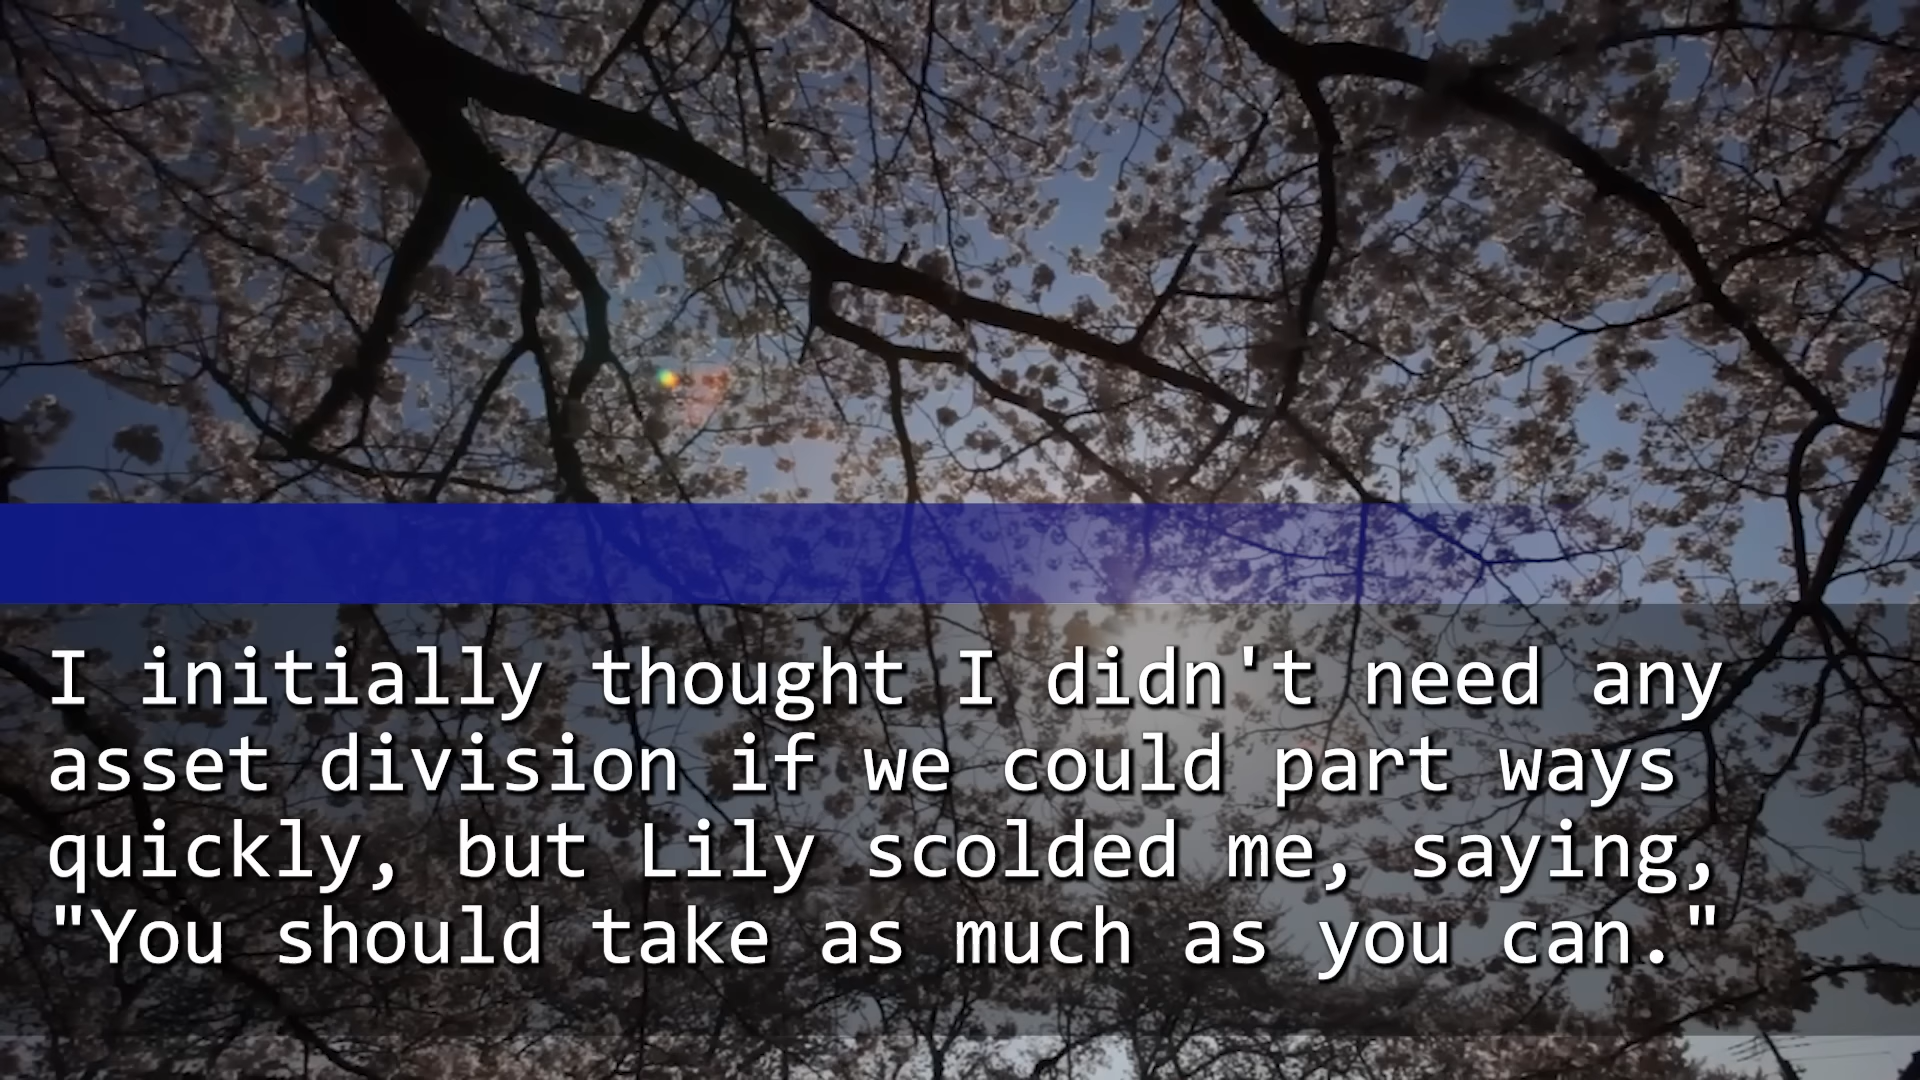 I initially thought I didn't need any
asset division if we could part ways
quickly, but Lily scolded me, saying,
"You should take as much as you can."